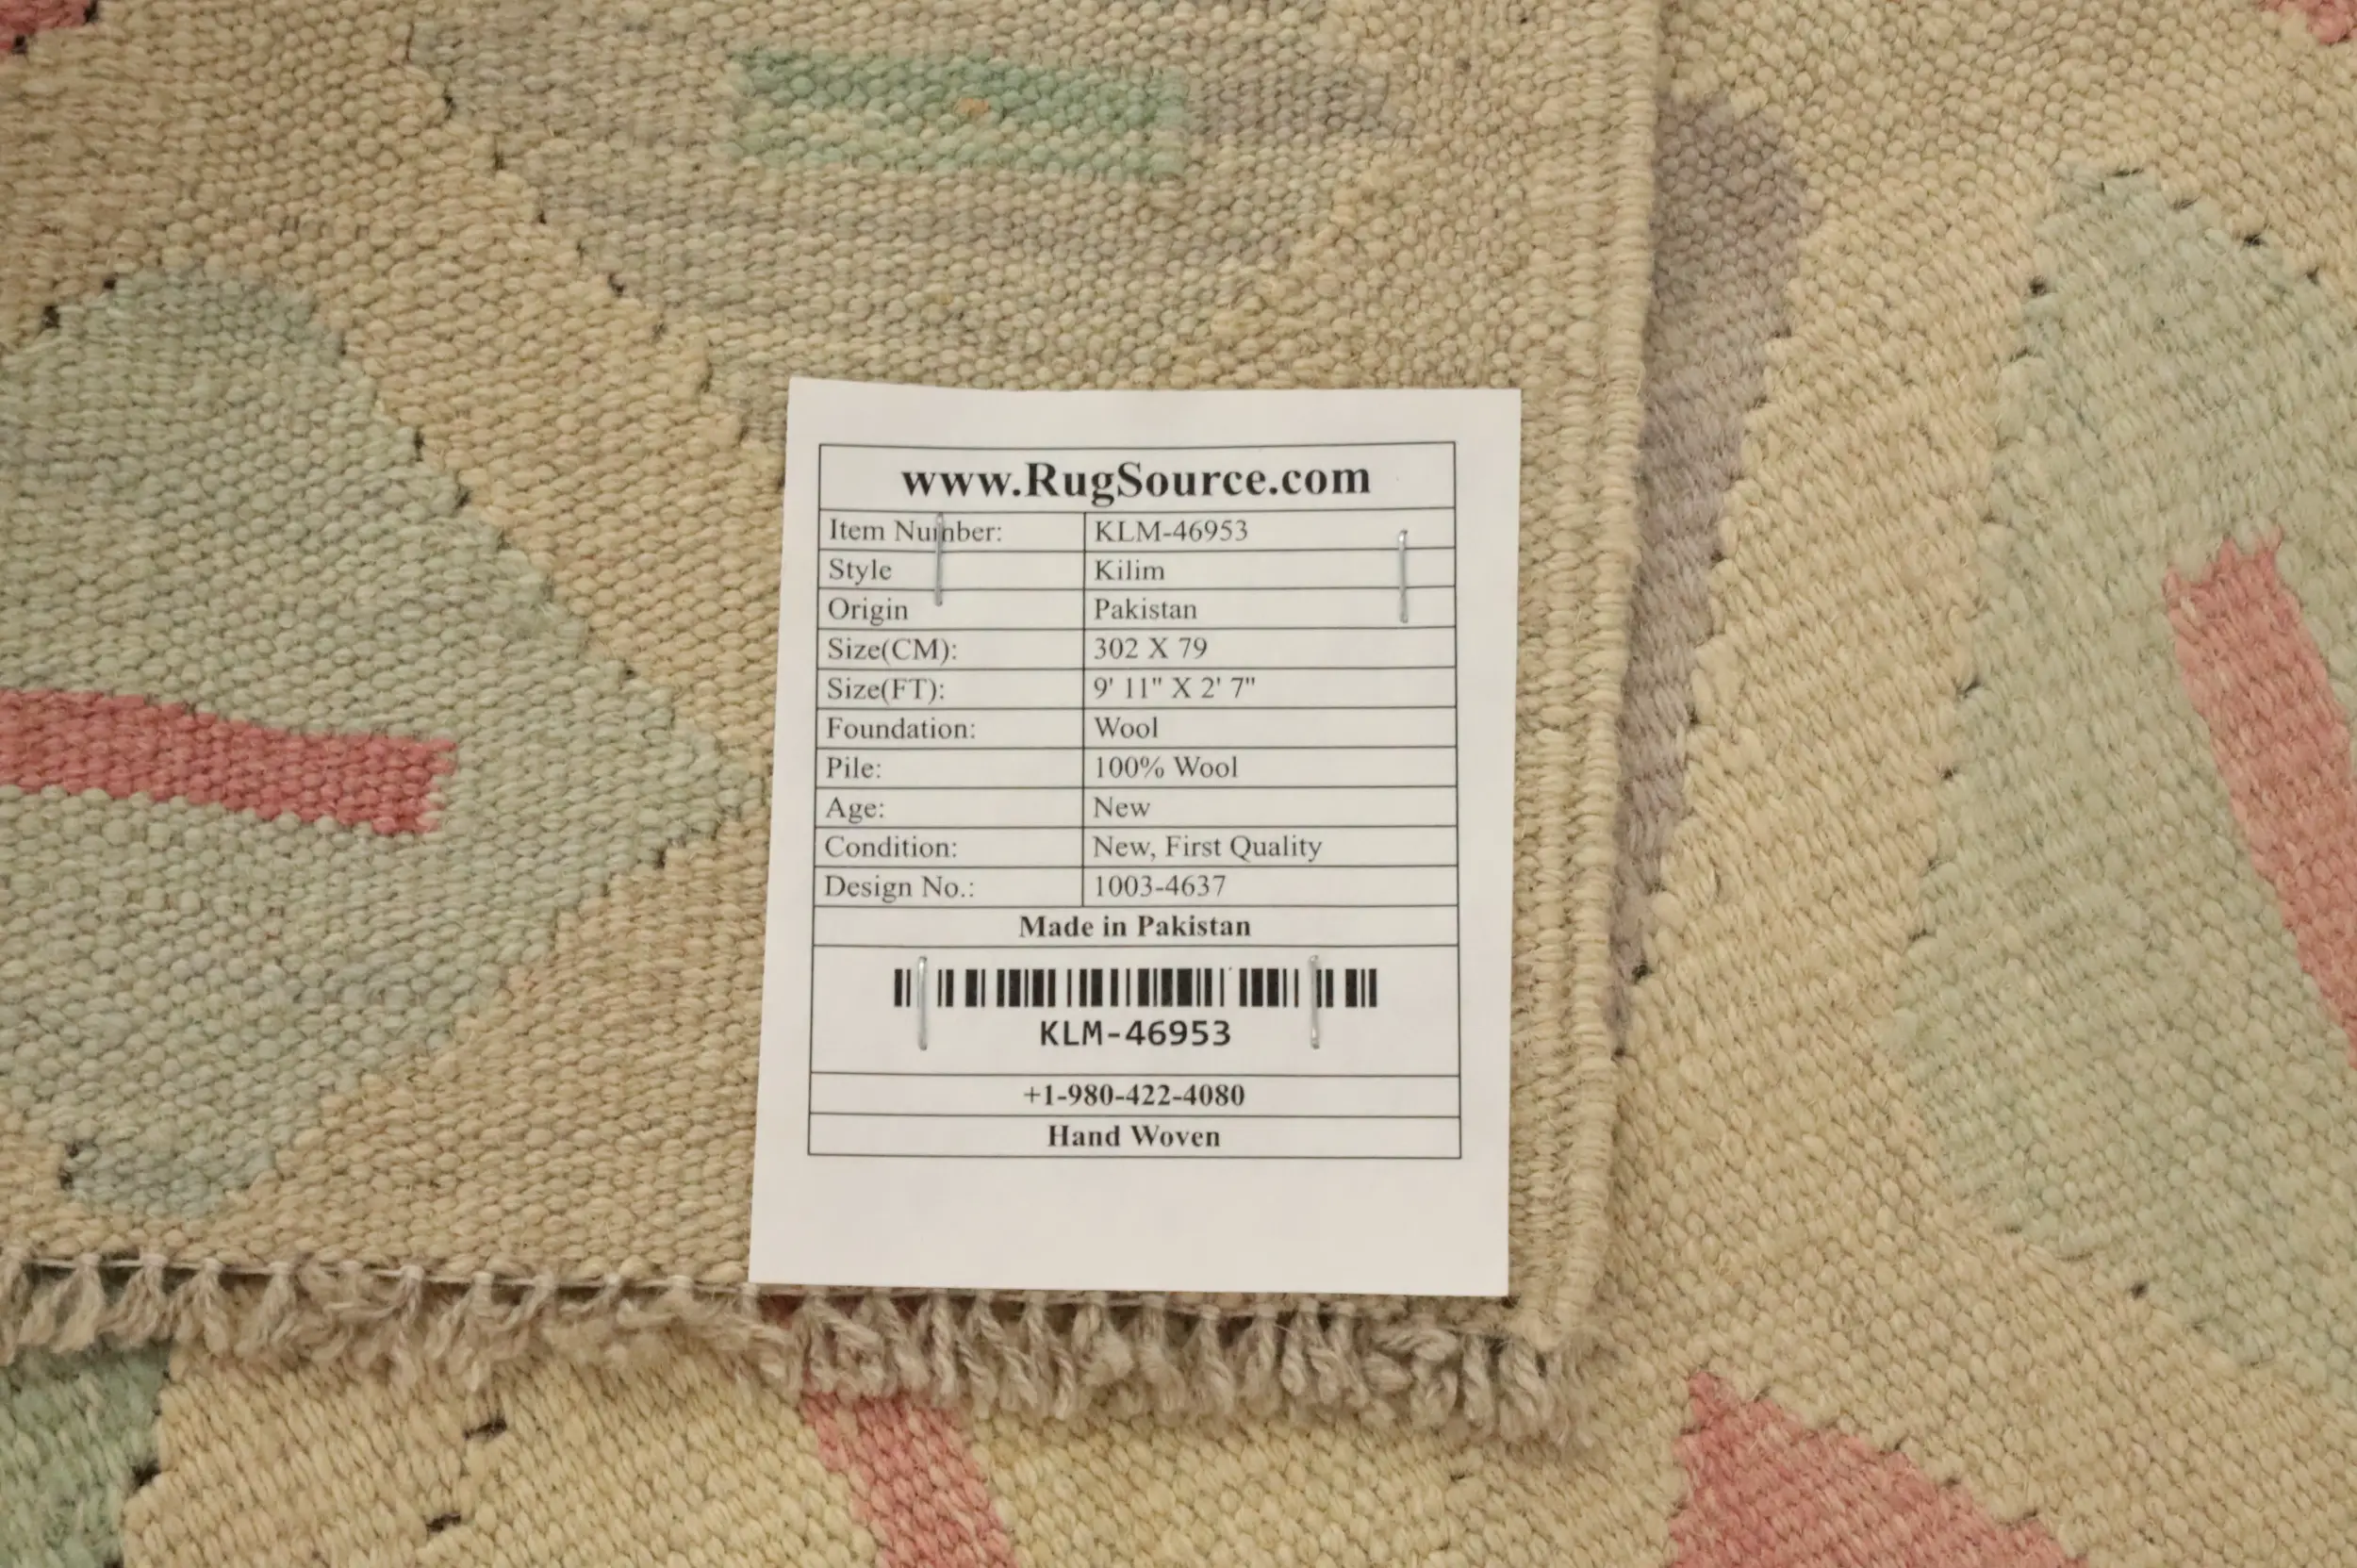 www.RugSource.com
Item Number: KLM-46953
Style Kilim
Origin Pakistan
Size(CM): 302 X 79
Size(FT): 9' 11" X 2' 7"
Foundation: Wool
Pile: 100% Wool
Age: New
Condition: New, First Quality
Design No.: 1003-4637
Made in Pakistan
KLM-46953
+1-980-422-4080
Hand Woven